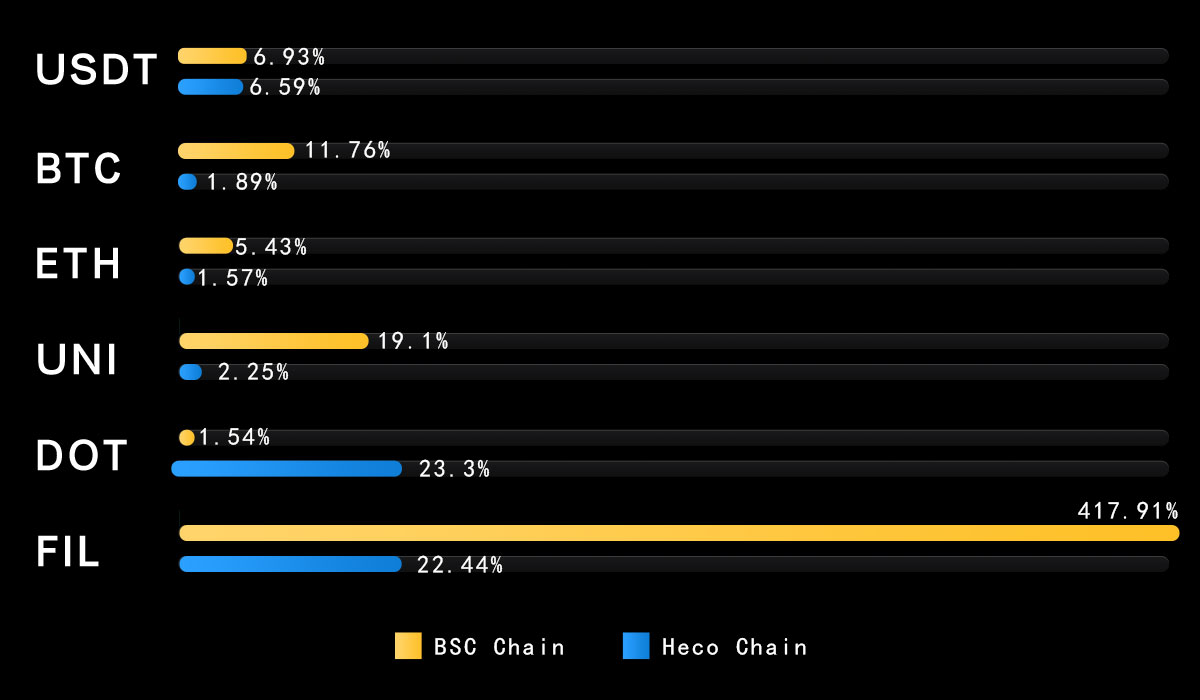 USDT
6.93%
6.59%
BTC
11.76%
1.89%
ETH
5.43%
1.57%
UNI
19.1%
2.25%
DOT
1.54%
23.3%
FIL
417.91%
22.44%
BSC Chain
Heco Chain